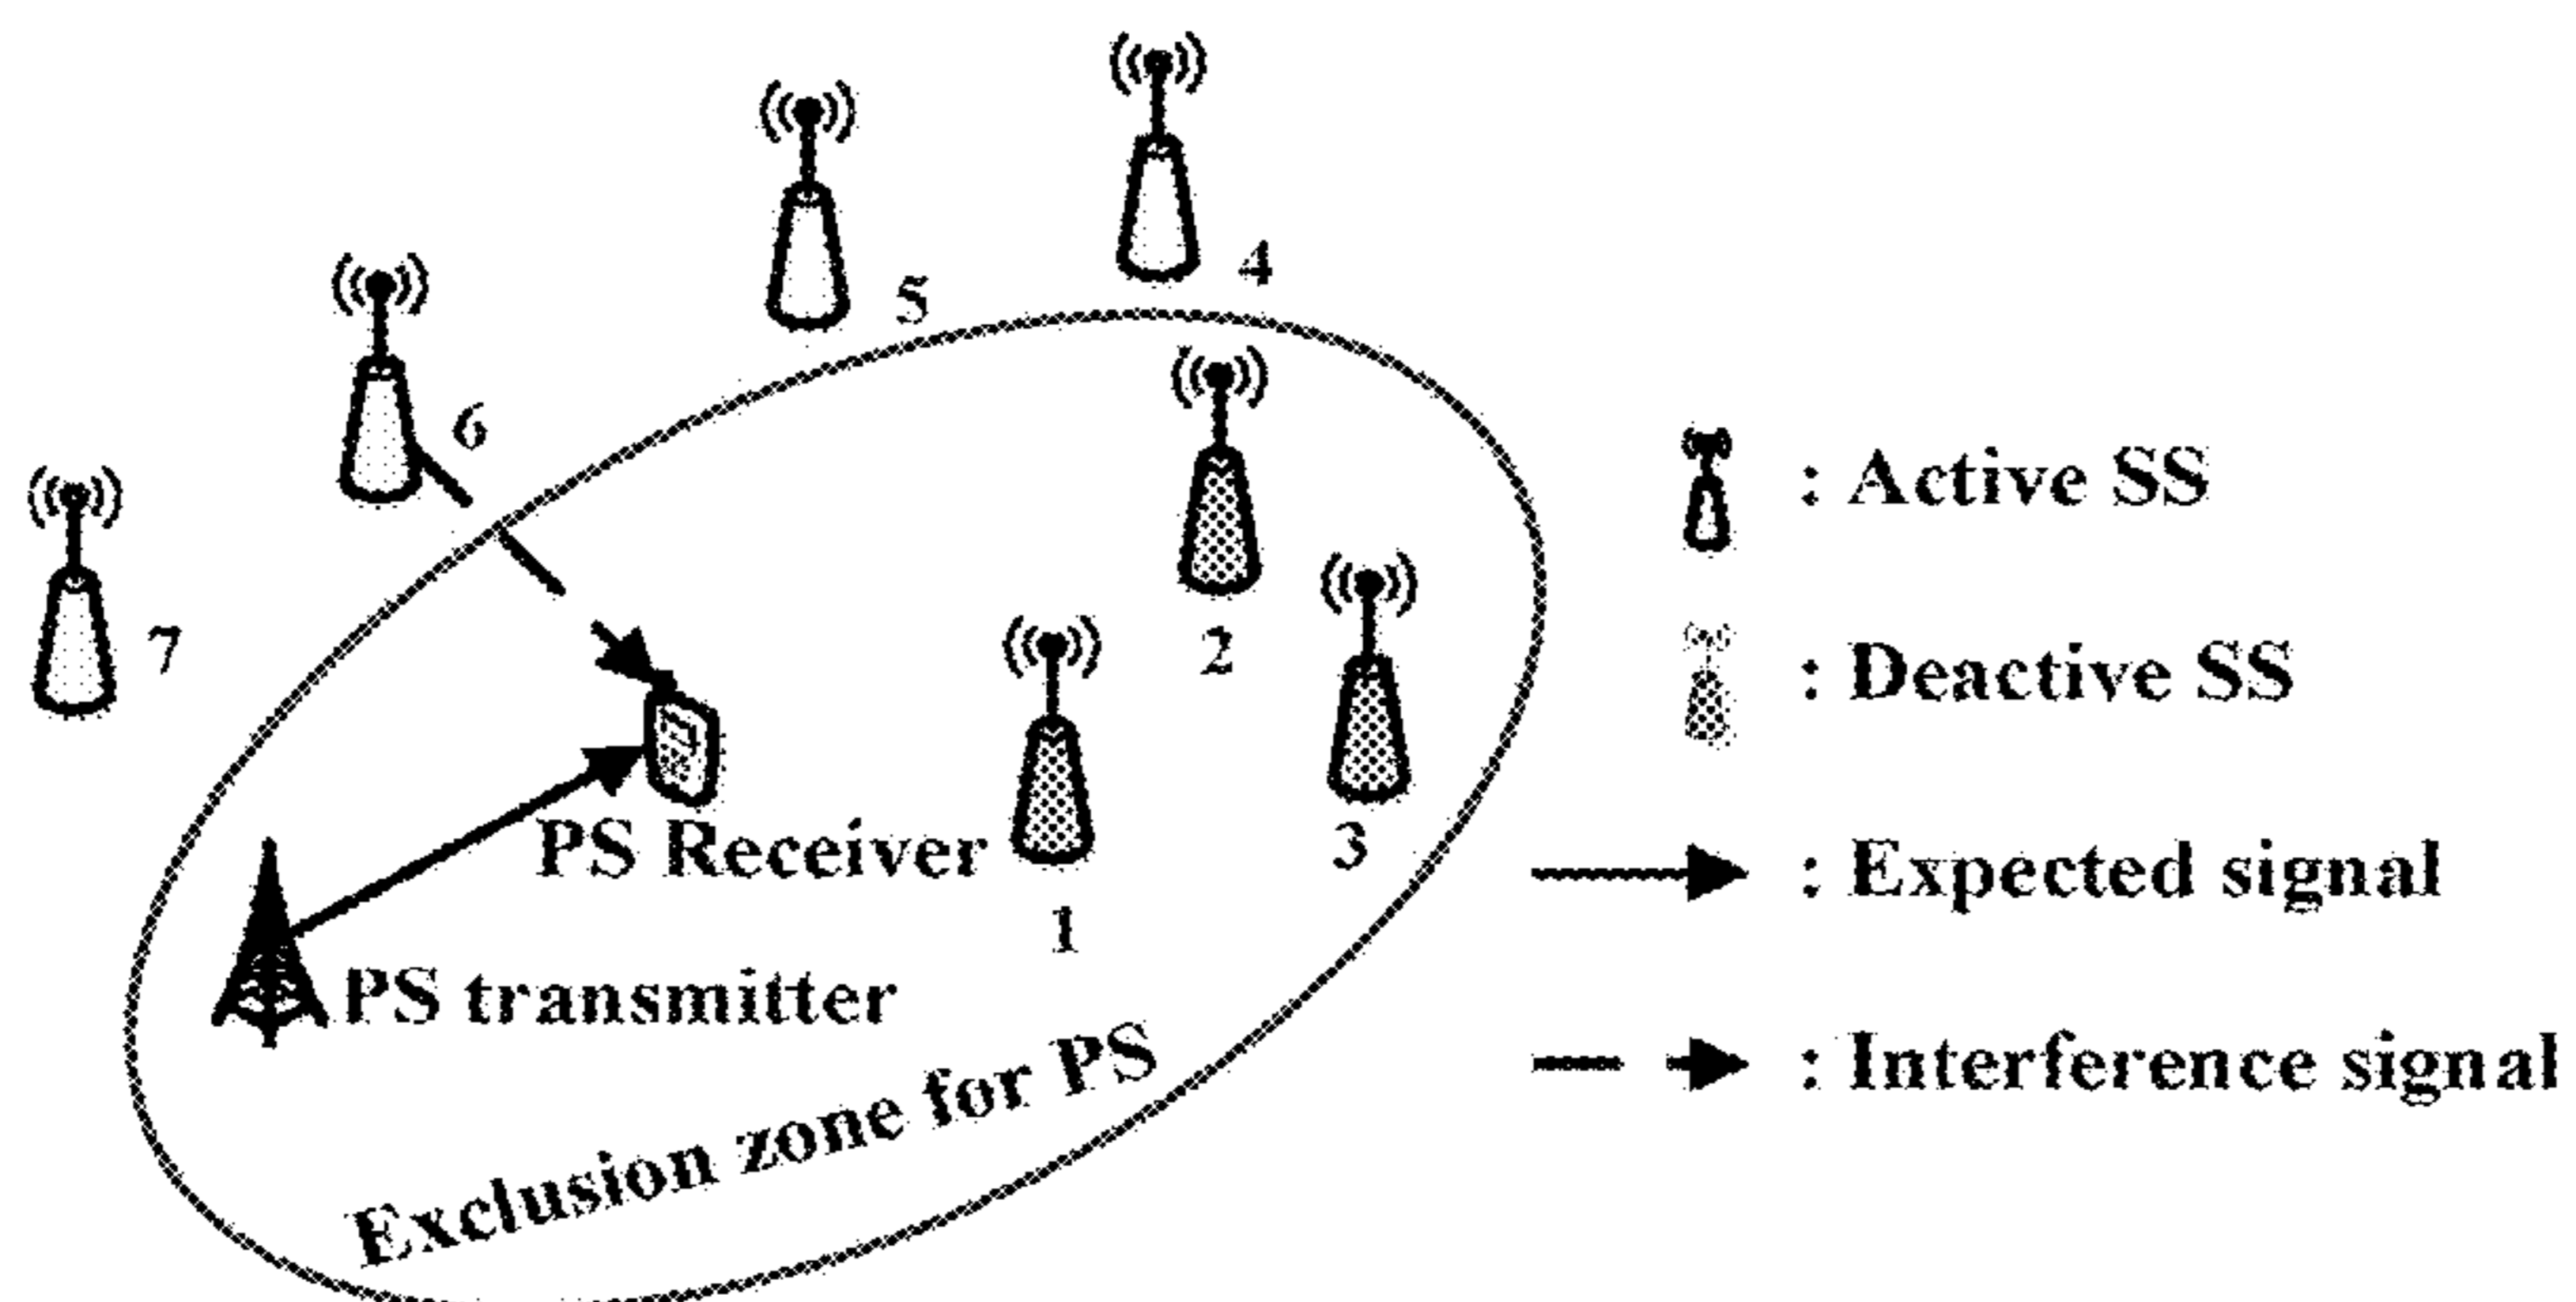 4
5
6
2
7
3
PS Receiver
1
PS transmitter
Exclusion zone for PS
: Active SS
: Deactive SS
: Expected signal
: Interference signal